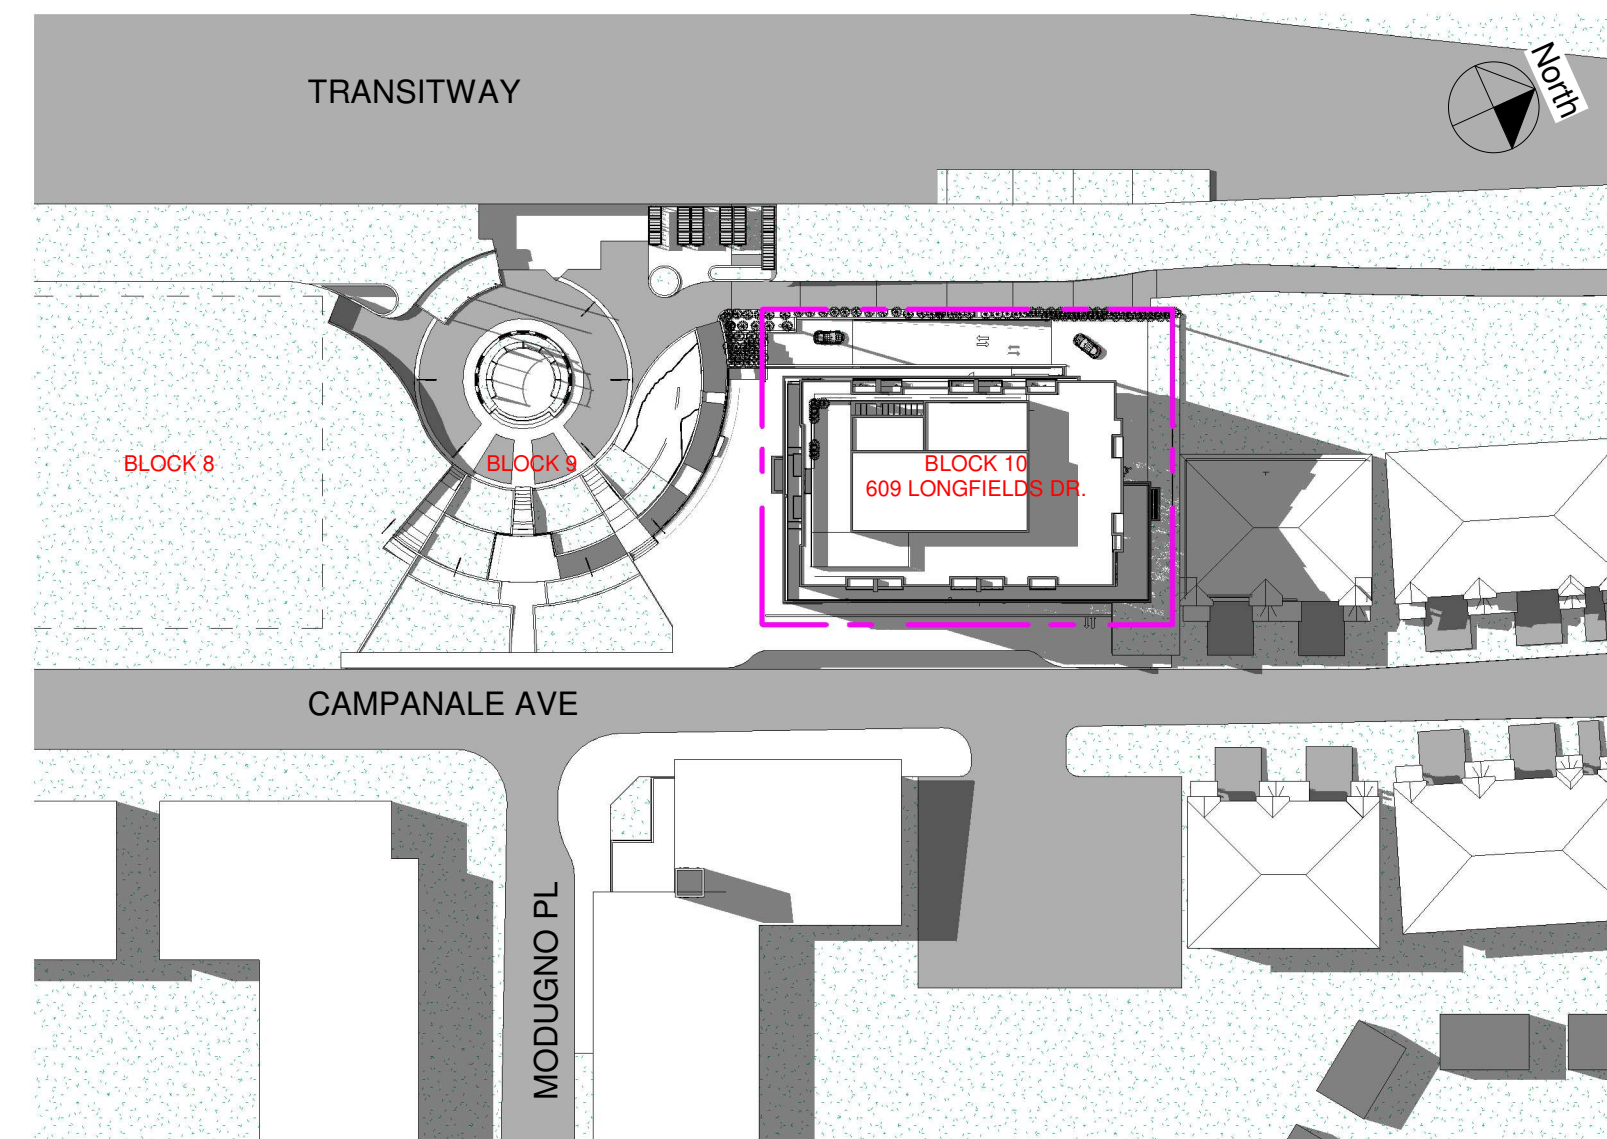 TRANSITWAY
North
BLOCK 8
BLOCK 9
BLOCK 10
609 LONGFIELDS DR.
CAMPANALE AVE
MODUGNO PL